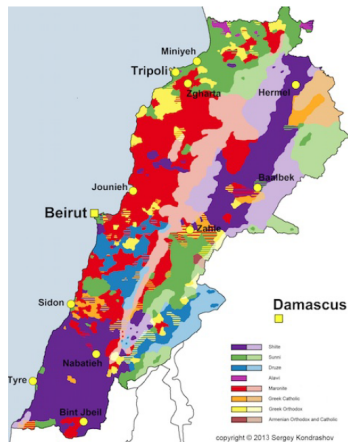 Miniyeh
Tripoli
Zgharta
Hermel
Jounieh
Baalbek
Beirut
Zahle
Sidon
Damascus
Nabatieh
Tyre
Bint Jbeil
Shiite
Sunni
Druze
Alawi
Maronite
Greek Catholic
Greek Orthodox
Armenian Orthodox and Catholic
copyright © 2013 Sergey Kondrashov